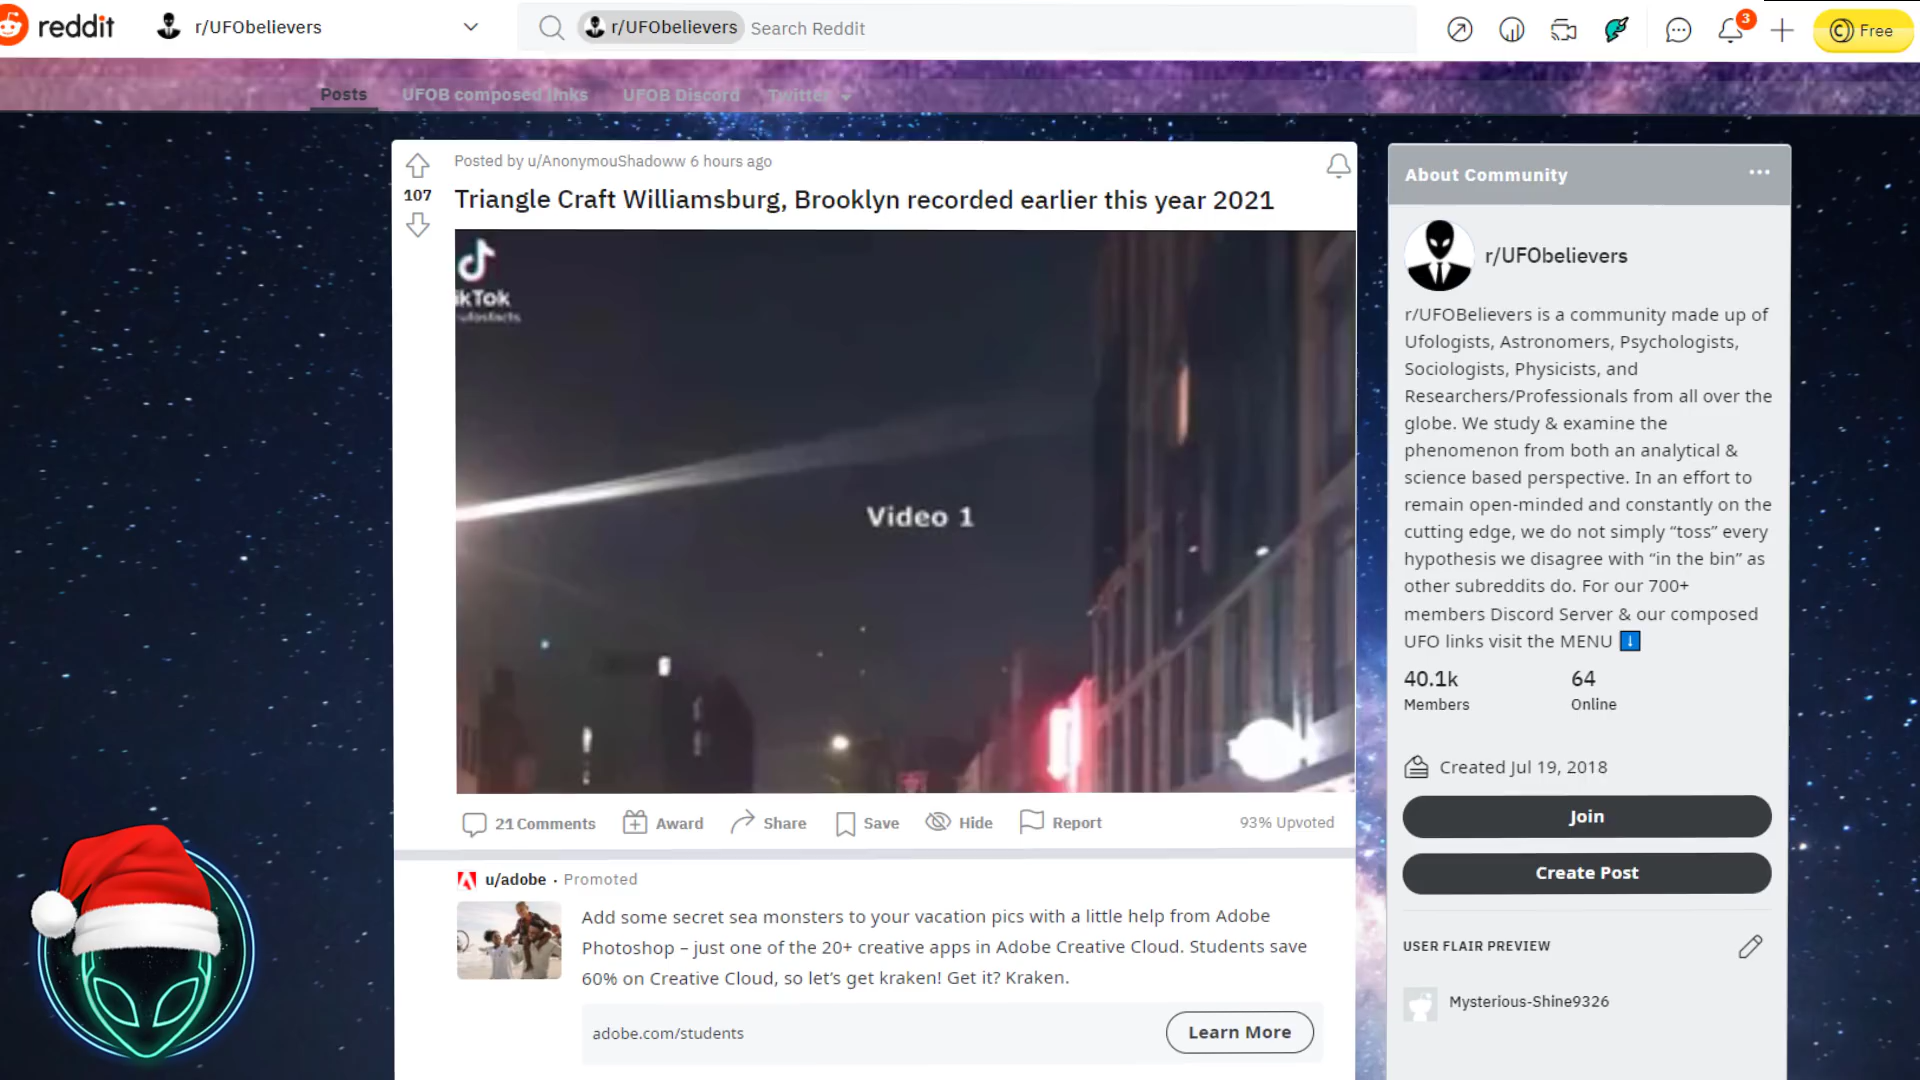 reddit
r/UFObelievers
r/UFObelievers Search Reddit
3
Free
Posts UFOB composed links UFOB Discord Twitter
Posted by u/AnonymouShadoww 6 hours ago
107
Triangle Craft Williamsburg, Brooklyn recorded earlier this year 2021
ikTok
Video 1
21 Comments Award Share Save Hide Report 93% Upvoted
u/adobe · Promoted
Add some secret sea monsters to your vacation pics with a little help from Adobe
Photoshop – just one of the 20+ creative apps in Adobe Creative Cloud. Students save
60% on Creative Cloud, so let's get kraken! Get it? Kraken.
adobe.com/students
Learn More
About Community
r/UFObelievers
r/UFOBelievers is a community made up of
Ufologists, Astronomers, Psychologists,
Sociologists, Physicists, and
Researchers/Professionals from all over the
globe. We study & examine the
phenomenon from both an analytical &
science based perspective. In an effort to
remain open-minded and constantly on the
cutting edge, we do not simply “toss” every
hypothesis we disagree with “in the bin” as
other subreddits do. For our 700+
members Discord Server & our composed
UFO links visit the MENU ⬇
40.1k 64
Members Online
Created Jul 19, 2018
Join
Create Post
USER FLAIR PREVIEW
Mysterious-Shine9326